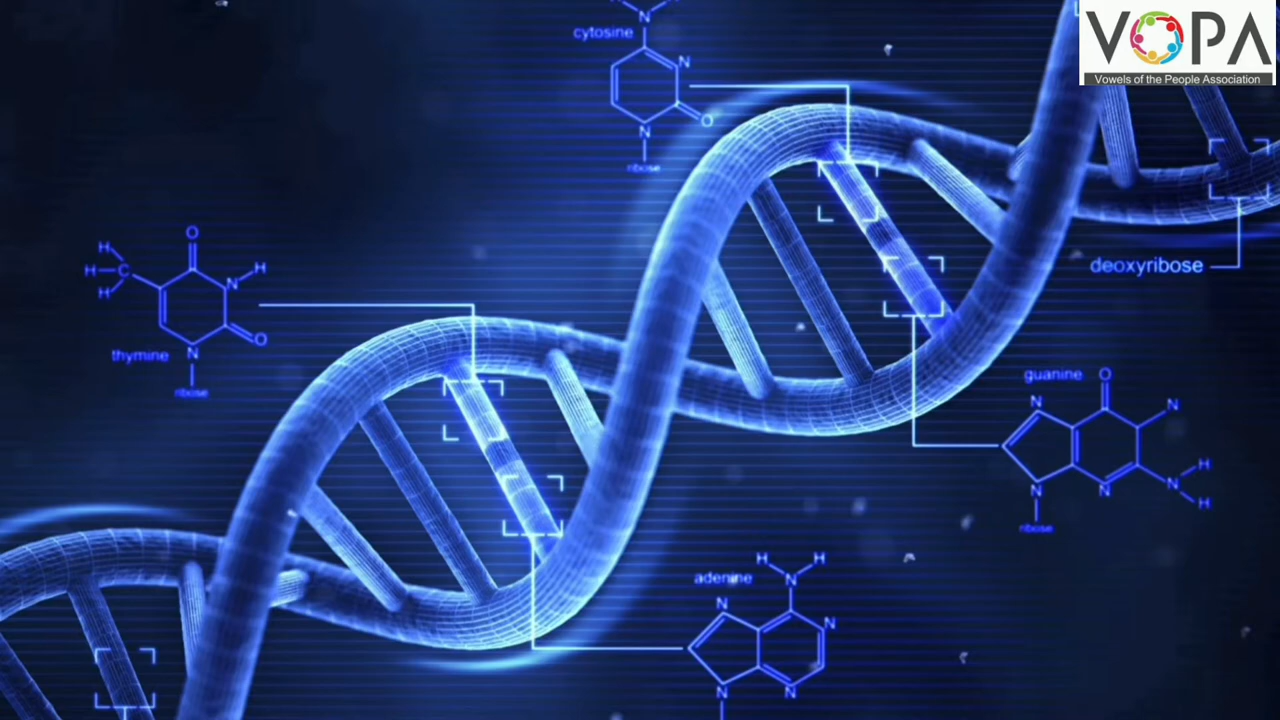 VOPA
Vowels of the People Association
cytosine
N
N
O
N
ribose
deoxyribose
O
H
H C
H
N H
O
thymine
N
ribose
guanine
O
N
N
H
N
N
N
H
ribose
adenine
H H
N
N
N
N
N